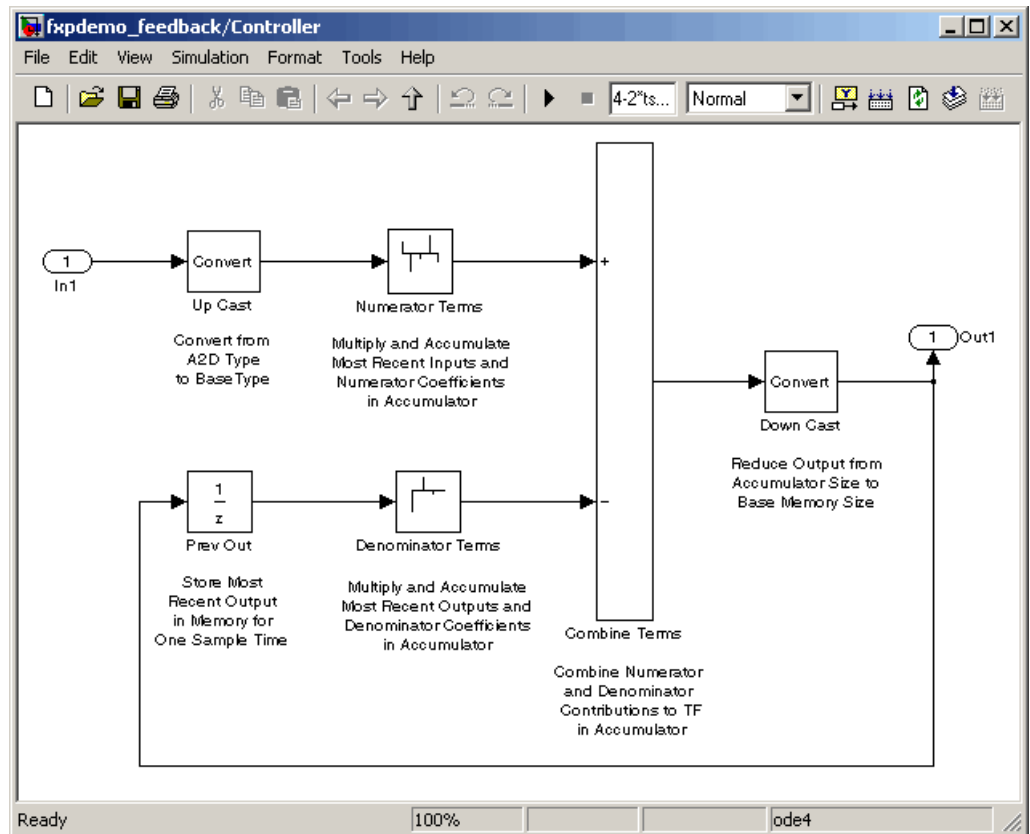 fxpdemo_feedback/Controller
File Edit View Simulation Format Tools Help
4-2*ts... Normal
1
In1
Convert
Up Cast
Convert from
A2D Type
to BaseType
Numerator Terms
Multiply and Accumulate
Most Recent Inputs and
Numerator Coefficients
in Accumulator
+
1
z
Prev Out
Store Most
Recent Output
in Memory for
One Sample Time
Denominator Terms
Multiply and Accumulate
Most Recent Outputs and
Denominator Coefficients
in Accumulator
−
Combine Terms
Combine Numerator
and Denominator
Contributions to TF
in Accumulator
Convert
Down Cast
Reduce Output from
Accumulator Size to
Base Memory Size
1
Out1
Ready 100% ode4